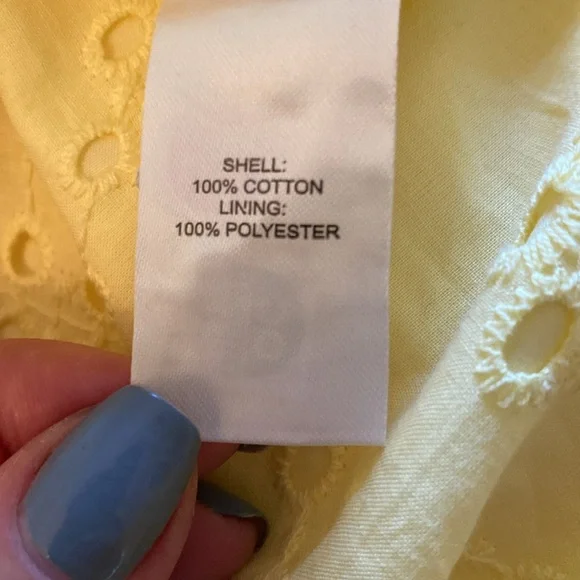 SHELL:
100% COTTON
LINING:
100% POLYESTER